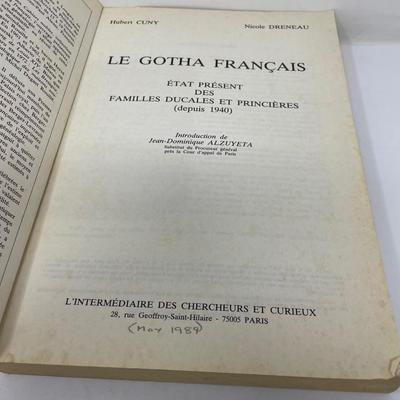 Hubert CUNY
Nicole DRENEAU
LE GOTHA FRANÇAIS
ÉTAT PRÉSENT
DES
FAMILLES DUCALES ET PRINCIÈRES
(depuis 1940)
Introduction de
Jean-Dominique ALZUYETA
Substitut du Procureur général
près la Cour d'appel de Paris
L'INTERMÉDIAIRE DES CHERCHEURS ET CURIEUX
28, rue Geoffroy-Saint-Hilaire - 75005 PARIS
(May 1989)